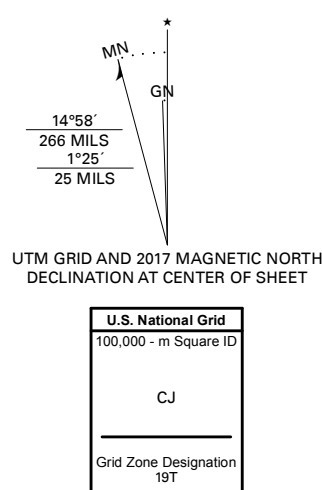 ★
MN
GN
14°58´
266 MILS
1°25´
25 MILS
UTM GRID AND 2017 MAGNETIC NORTH
DECLINATION AT CENTER OF SHEET
U.S. National Grid
100,000 - m Square ID
CJ
Grid Zone Designation
19T